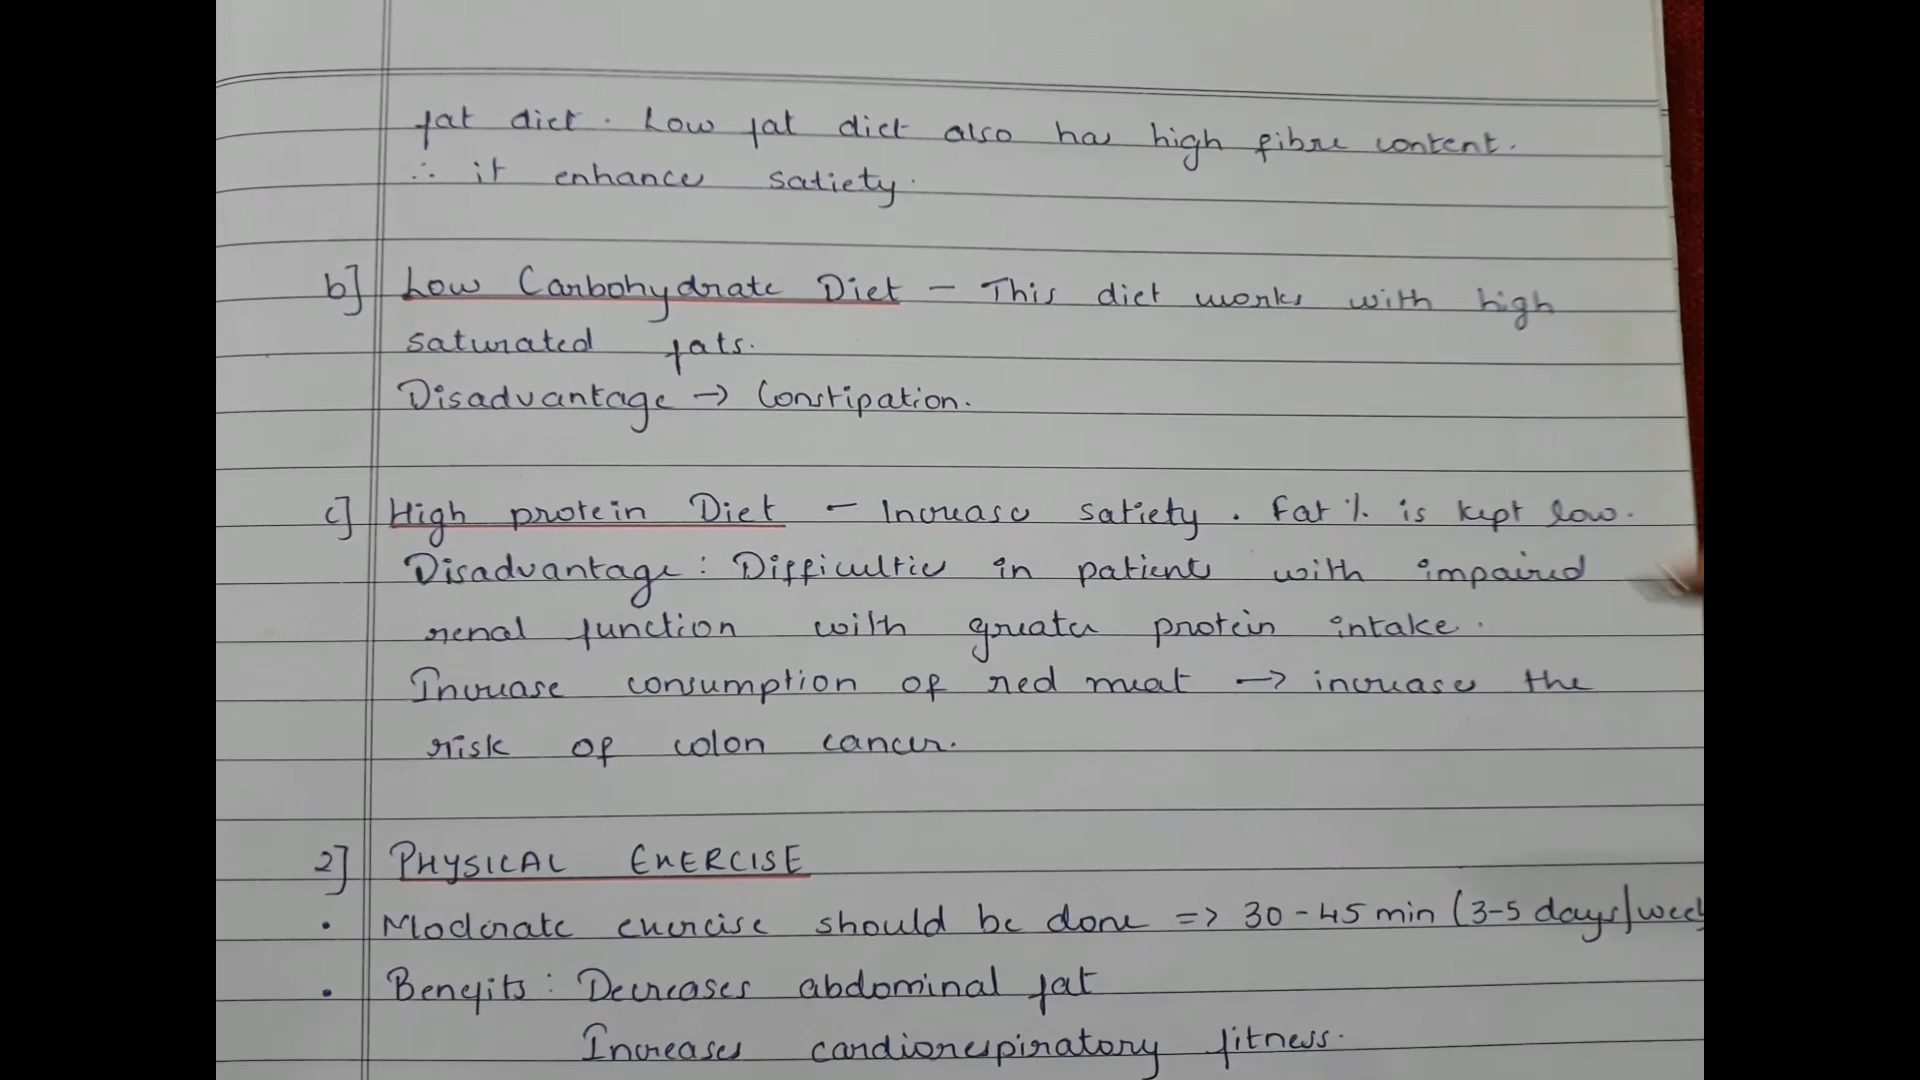 fat diet. Low fat diet also has high fibre content.
∴ it enhance satiety.
b] Low Carbohydrate Diet – This diet works with high
saturated fats.
Disadvantage → Constipation.
c] High protein Diet – Increase satiety. Fat % is kept low.
Disadvantage : Difficultie in patients with impaired
renal function with greater protein intake.
Increase consumption of red meat → increases the
risk of colon cancer.
2] PHYSICAL EXERCISE
• Moderate exercise should be done => 30-45 min (3-5 days/week
• Benefits : Decreases abdominal fat
Increases cardiorespiratory fitness.